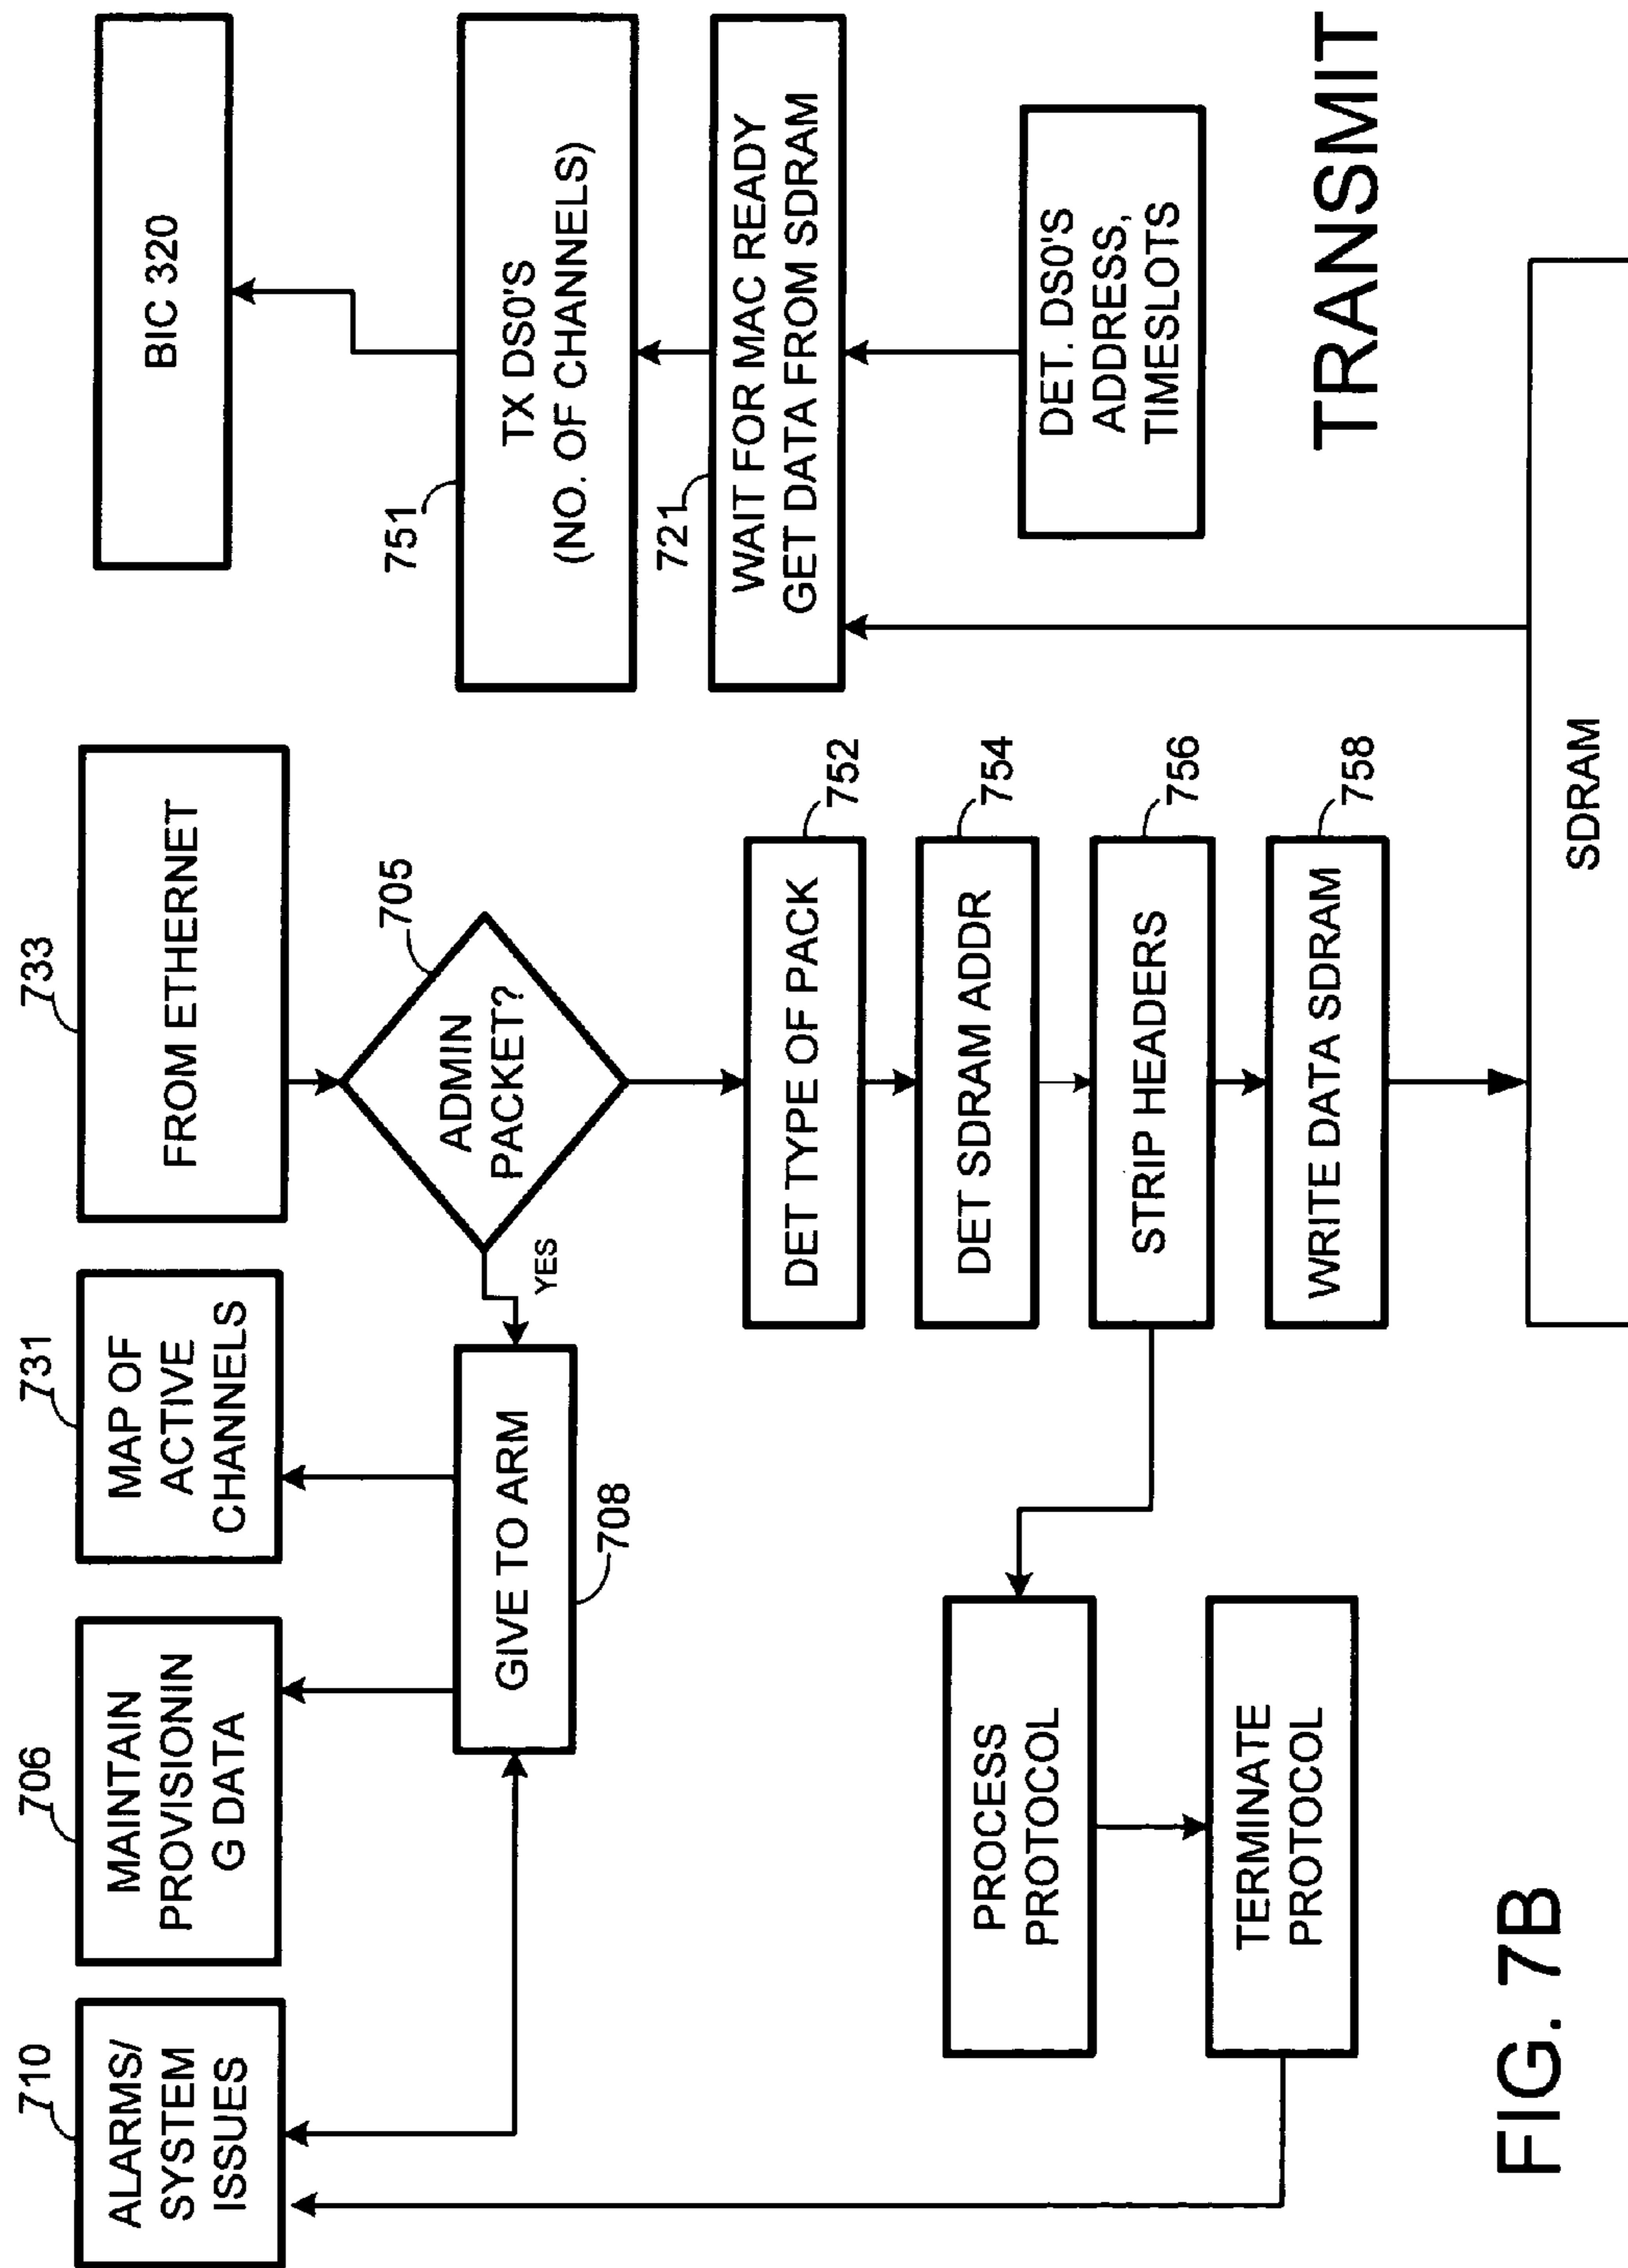 710
ALARMS/
SYSTEM
ISSUES
706
MAINTAIN
PROVISIONIN
G DATA
731
MAP OF
ACTIVE
CHANNELS
733
FROM ETHERNET
BIC 320
705
ADMIN
PACKET?
YES
GIVE TO ARM
708
751
TX DS0'S
(NO. OF CHANNELS)
721
WAIT FOR MAC READY
GET DATA FROM SDRAM
DET. DS0'S
ADDRESS,
TIMESLOTS
752
DET TYPE OF PACK
754
DET SDRAM ADDR
756
STRIP HEADERS
758
WRITE DATA SDRAM
PROCESS
PROTOCOL
TERMINATE
PROTOCOL
TRANSMIT
SDRAM
FIG. 7B